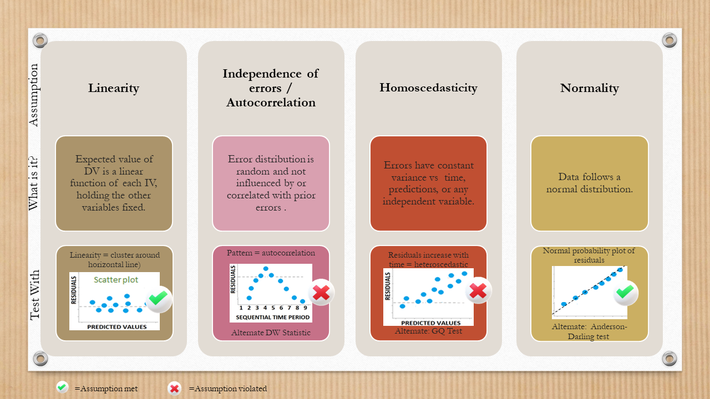 Assumption
Linearity
Independence of
errors /
Autocorrelation
Homoscedasticity
Normality
What is it?
Expected value of
DV is a linear
function of each IV,
holding the other
variables fixed.
Error distribution is
random and not
influenced by or
correlated with prior
errors .
Errors have constant
variance vs time,
predictions, or any
independent variable.
Data follows a
normal distribution.
Test With
Linearity = cluster around
horizontal line)
Scatter plot
RESIDUALS
PREDICTED VALUES
Pattern = autocorrelation
RESIDUALS
1 2 3 4 5 6 7 8 9
SEQUENTIAL TIME PERIOD
Alternate DW Statistic
Residuals increase with
time = heteroscedastic
RESIDUALS
PREDICTED VALUES
Alternate: GQ Test
Normal probability plot of
residuals
Alternate: Anderson-
Darling test
=Assumption met
=Assumption violated